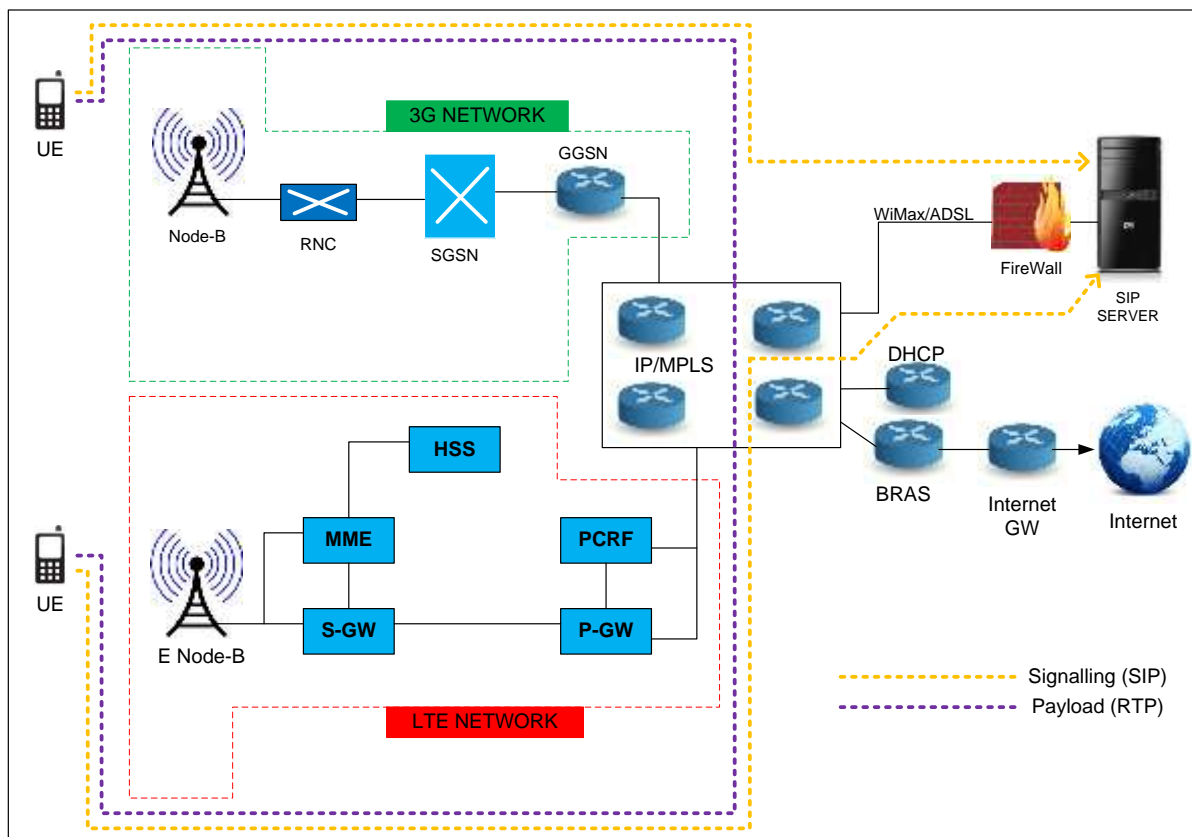 3G NETWORK
UE
Node-B
RNC
SGSN
GGSN
WiMax/ADSL
FireWall
SIP
SERVER
IP/MPLS
DHCP
BRAS
Internet
GW
Internet
HSS
MME
PCRF
S-GW
P-GW
UE
E Node-B
LTE NETWORK
Signalling (SIP)
Payload (RTP)